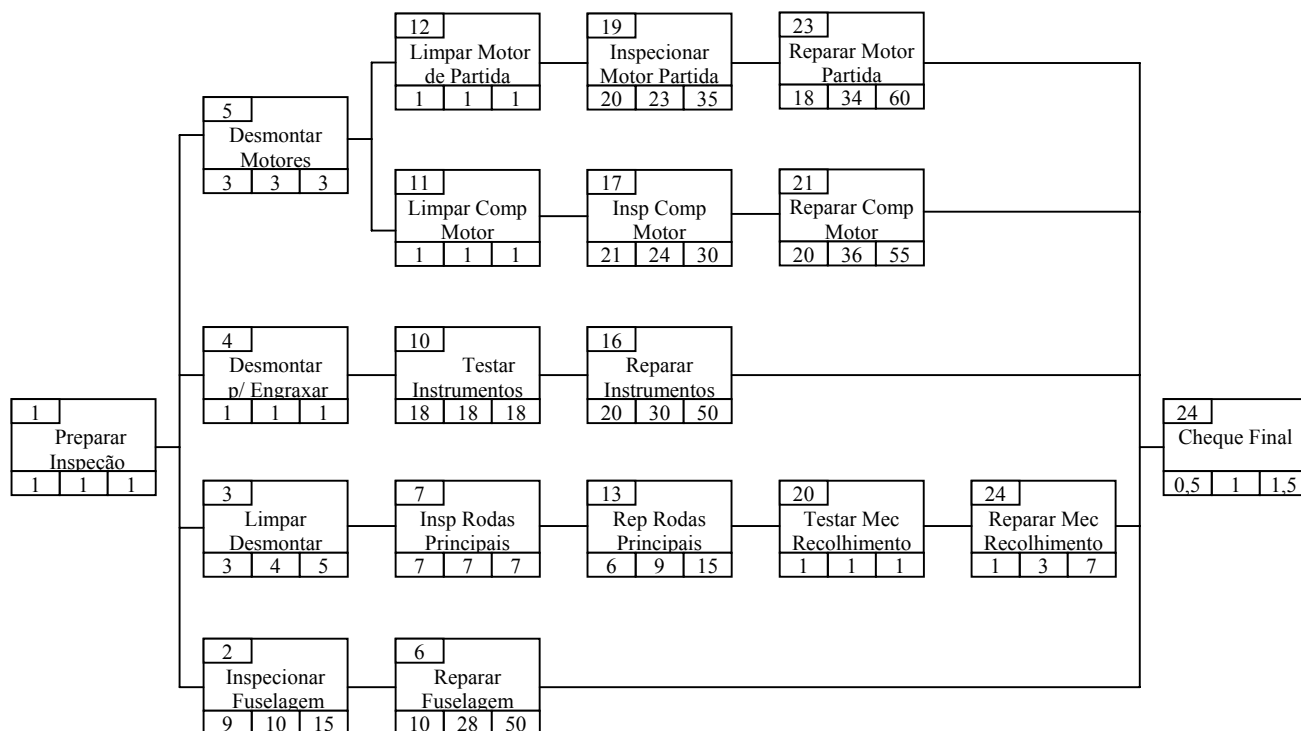 12
Limpar Motor
de Partida
1 1 1
19
Inspecionar
Motor Partida
20 23 35
23
Reparar Motor
Partida
18 34 60
5
Desmontar
Motores
3 3 3
11
Limpar Comp
Motor
1 1 1
17
Insp Comp
Motor
21 24 30
21
Reparar Comp
Motor
20 36 55
4
Desmontar
p/ Engraxar
1 1 1
10
Testar
Instrumentos
18 18 18
16
Reparar
Instrumentos
20 30 50
1
Preparar
Inspeção
1 1 1
24
Cheque Final
0,5 1 1,5
3
Limpar
Desmontar
3 4 5
7
Insp Rodas
Principais
7 7 7
13
Rep Rodas
Principais
6 9 15
20
Testar Mec
Recolhimento
1 1 1
24
Reparar Mec
Recolhimento
1 3 7
2
Inspecionar
Fuselagem
9 10 15
6
Reparar
Fuselagem
10 28 50